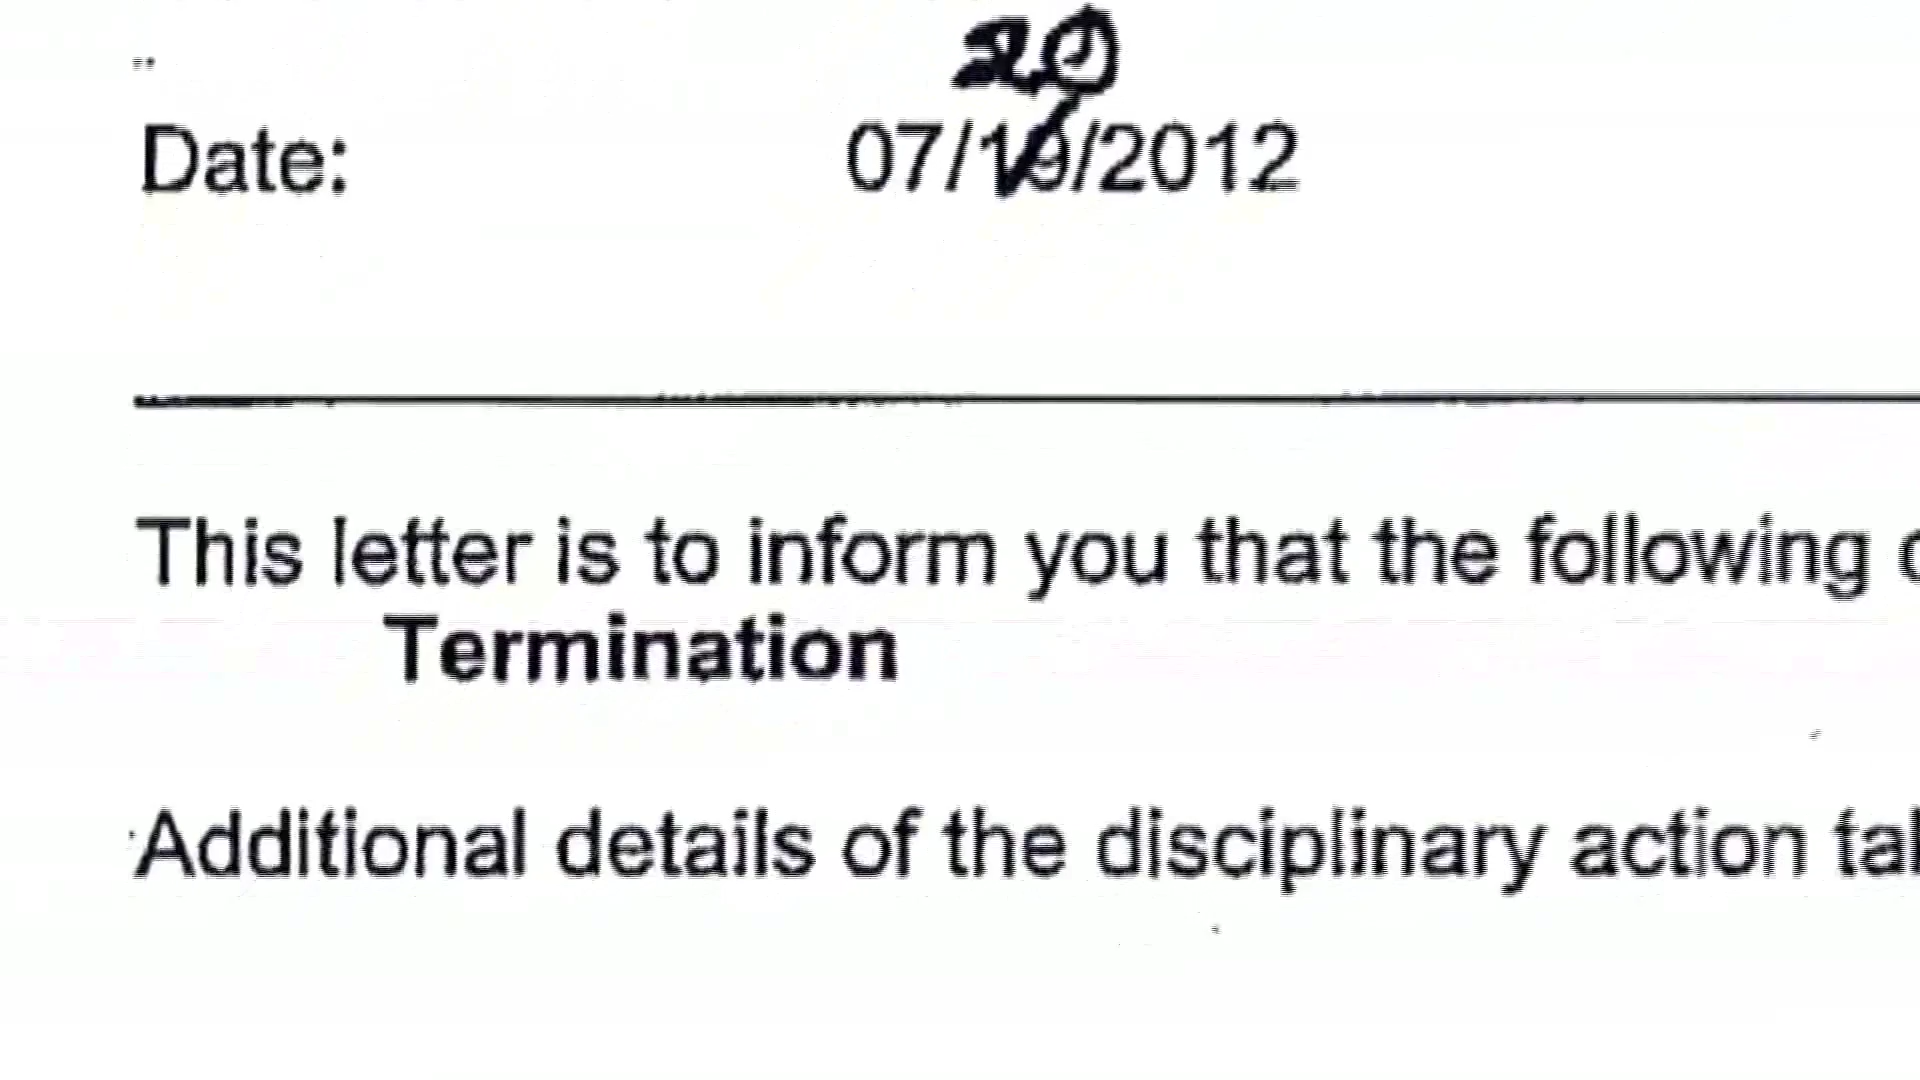 20
Date: 07/19/2012
This letter is to inform you that the following
Termination
Additional details of the disciplinary action